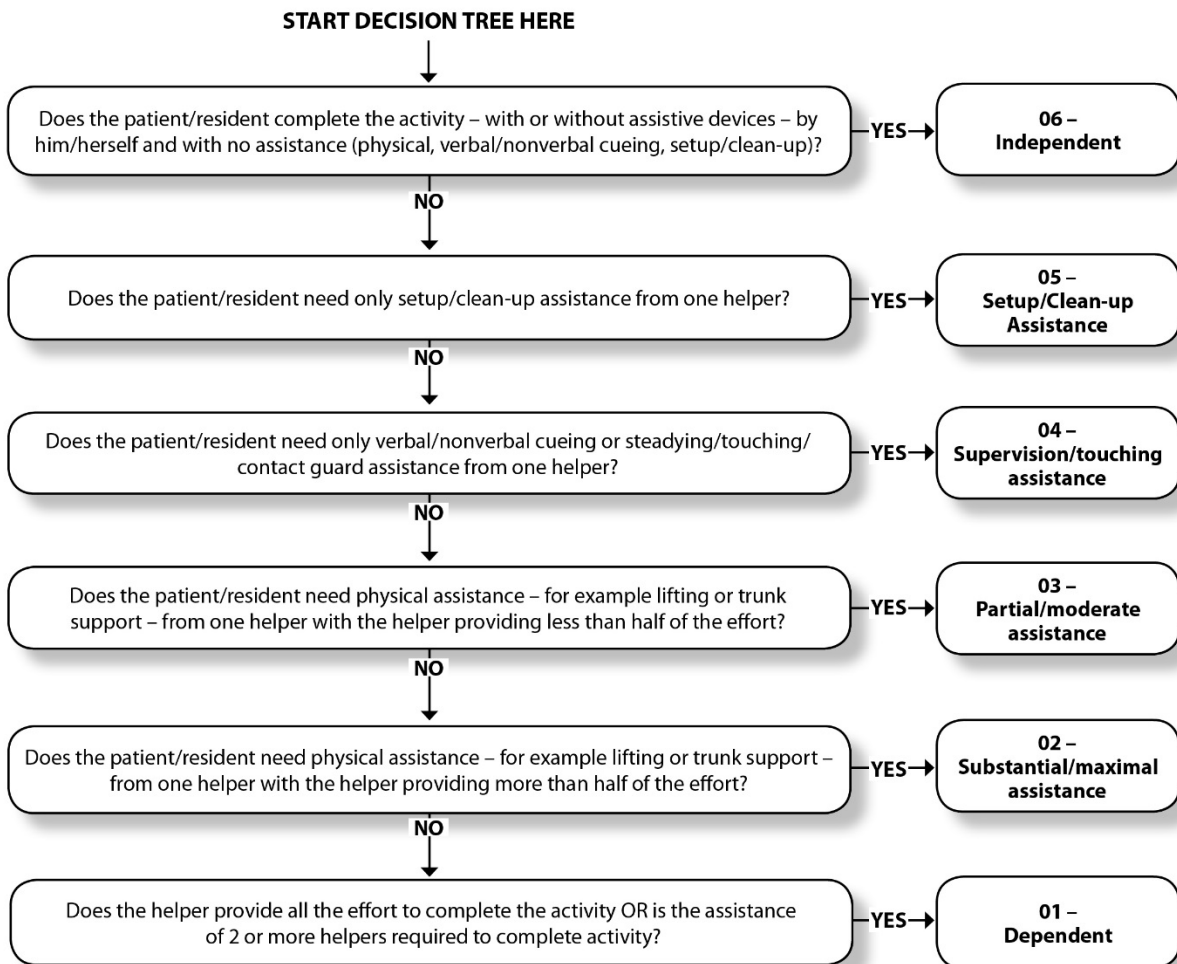 START DECISION TREE HERE
Does the patient/resident complete the activity – with or without assistive devices – by
him/herself and with no assistance (physical, verbal/nonverbal cueing, setup/clean-up)?
YES
06 –
Independent
NO
Does the patient/resident need only setup/clean-up assistance from one helper?
YES
05 –
Setup/Clean-up
Assistance
NO
Does the patient/resident need only verbal/nonverbal cueing or steadying/touching/
contact guard assistance from one helper?
YES
04 –
Supervision/touching
assistance
NO
Does the patient/resident need physical assistance – for example lifting or trunk
support – from one helper with the helper providing less than half of the effort?
YES
03 –
Partial/moderate
assistance
NO
Does the patient/resident need physical assistance – for example lifting or trunk support –
from one helper with the helper providing more than half of the effort?
YES
02 –
Substantial/maximal
assistance
NO
Does the helper provide all the effort to complete the activity OR is the assistance
of 2 or more helpers required to complete activity?
YES
01 –
Dependent